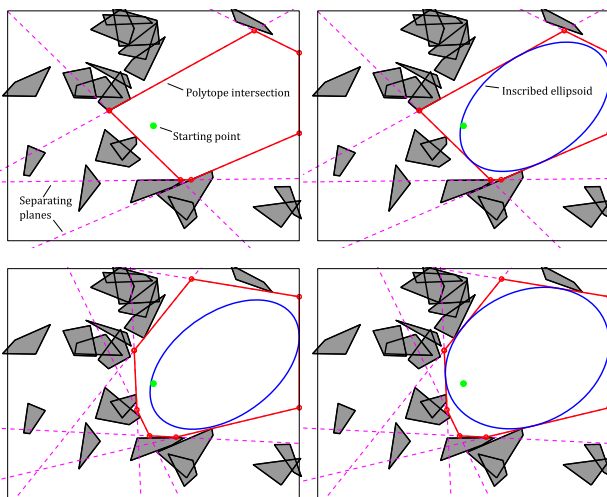 Polytope intersection
Inscribed ellipsoid
Starting point
Separating
planes